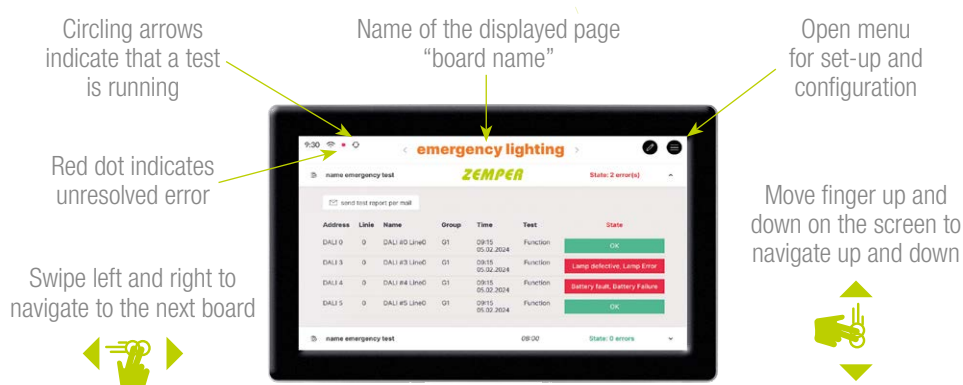 Circling arrows
indicate that a test
is running
Name of the displayed page
“board name”
Open menu
for set-up and
configuration
Red dot indicates
unresolved error
Swipe left and right to
navigate to the next board
Move finger up and
down on the screen to
navigate up and down
9:30
< emergency lighting >
name emergency test ZEMPER State: 2 error(s)
send test report per mail
Address Linie Name Group Time Test State
DALI 0 0 DALI #0 Line0 G1 09:15 Function OK
05.02.2024
DALI 3 0 DALI #3 Line0 G1 09:15 Function Lamp defective, Lamp Error
05.02.2024
DALI 4 0 DALI #4 Line0 G1 09:15 Function Battery fault, Battery Failure
05.02.2024
DALI 5 0 DALI #5 Line0 G1 09:15 Function OK
05.02.2024
name emergency test 09:00 State: 0 errors